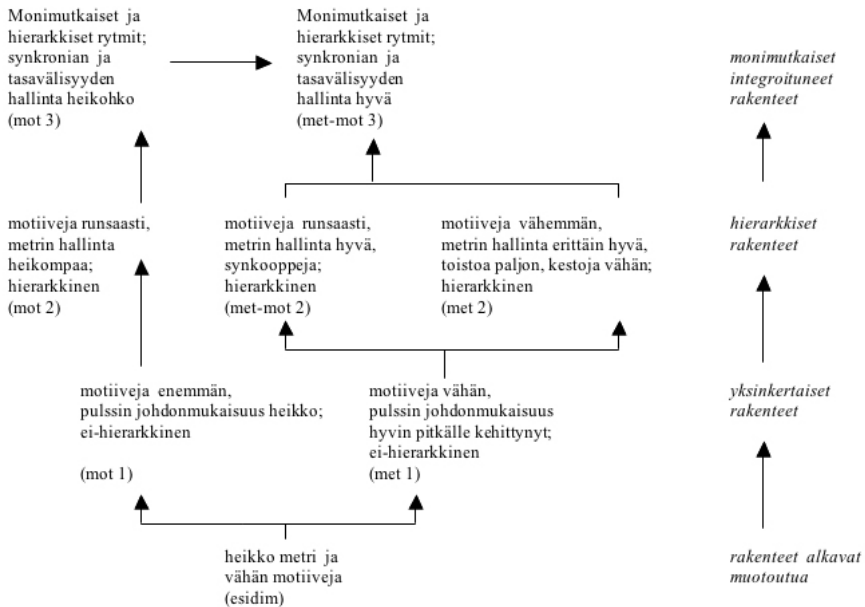 Monimutkaiset ja
hierarkkiset rytmit;
synkronian ja
tasavälisyyden
hallinta heikohko
(mot 3)
Monimutkaiset ja
hierarkkiset rytmit;
synkronian ja
tasavälisyyden
hallinta hyvä
(met-mot 3)
monimutkaiset
integroituneet
rakenteet
motiiveja runsaasti,
metrin hallinta
heikompaa;
hierarkkinen
(mot 2)
motiiveja runsaasti,
metrin hallinta hyvä,
synkooppeja;
hierarkkinen
(met-mot 2)
motiiveja vähemmän,
metrin hallinta erittäin hyvä,
toistoa paljon, kestoja vähän;
hierarkkinen
(met 2)
hierarkkiset
rakenteet
motiiveja enemmän,
pulssin johdonmukaisuus heikko;
ei-hierarkkinen
(mot 1)
motiiveja vähän,
pulssin johdonmukaisuus
hyvin pitkälle kehittynyt;
ei-hierarkkinen
(met 1)
yksinkertaiset
rakenteet
heikko metri ja
vähän motiiveja
(esidim)
rakenteet alkavat
muotoutua